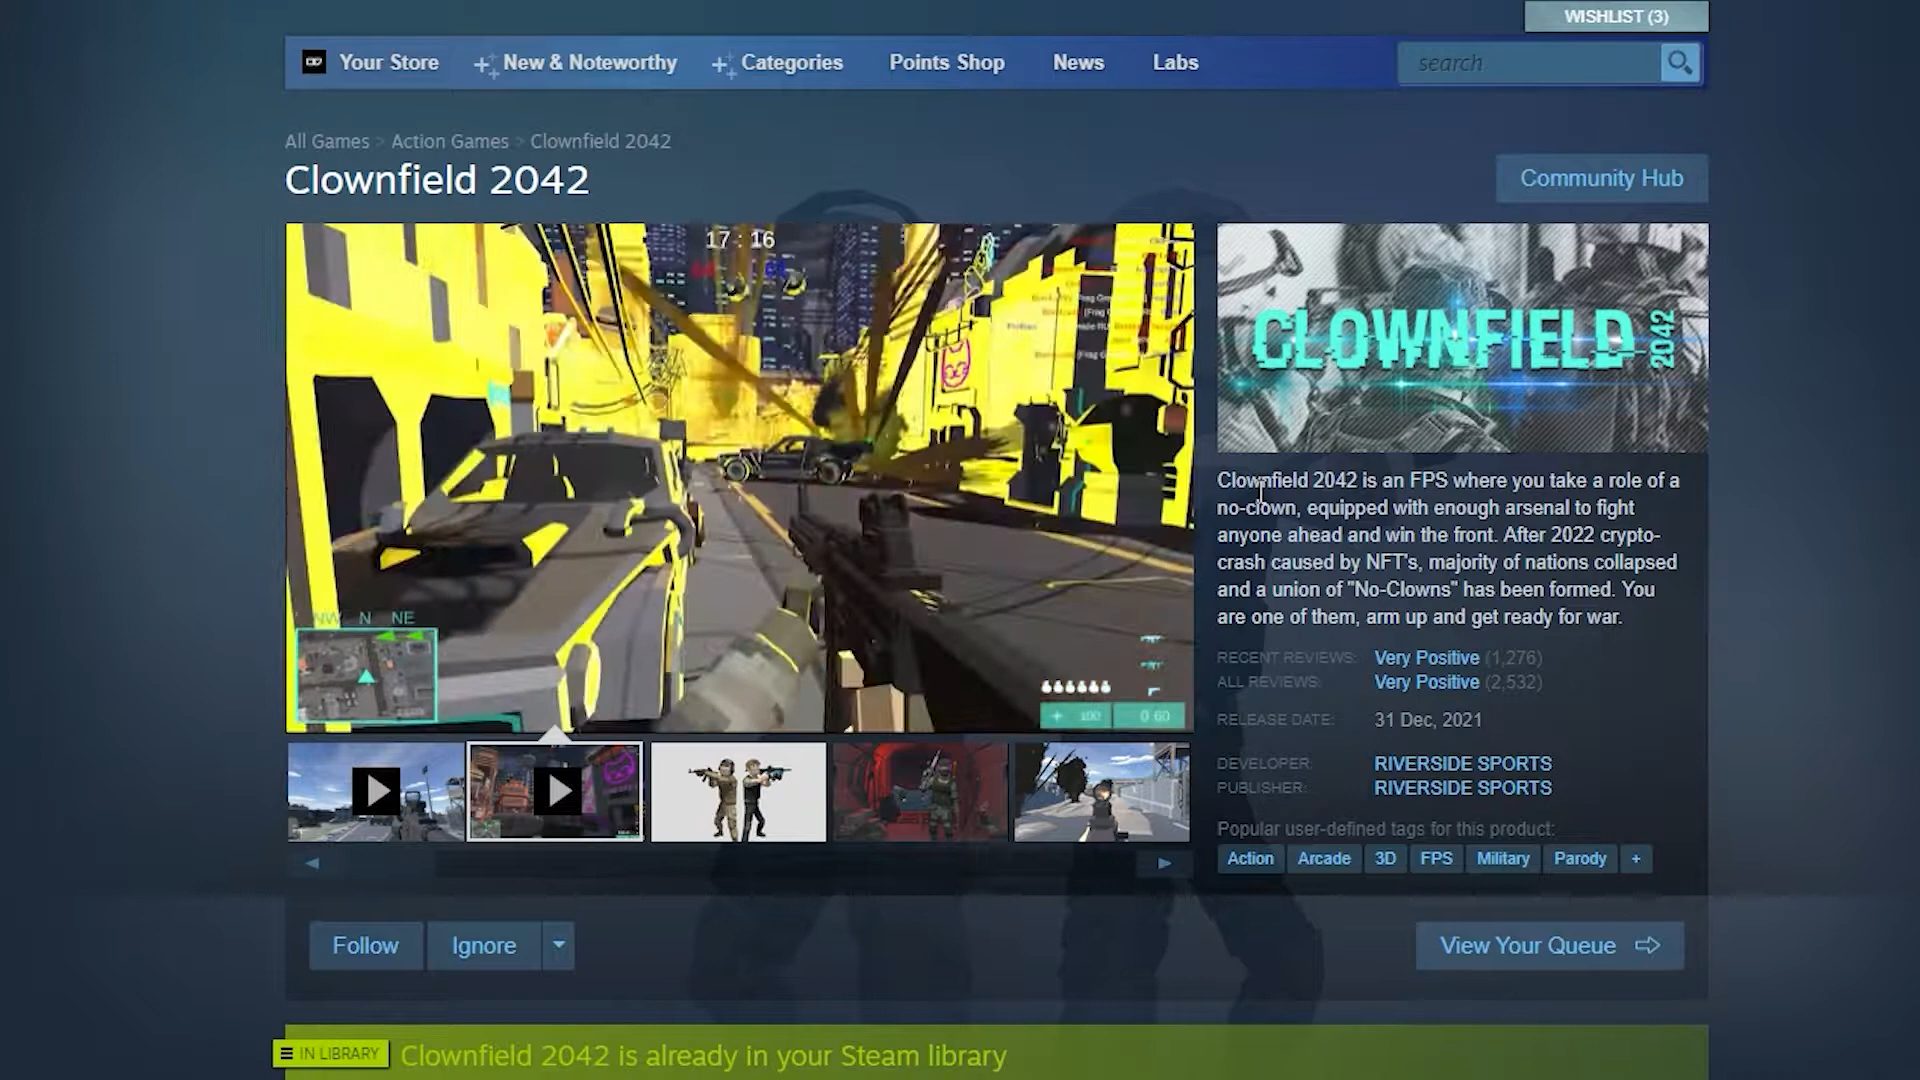 WISHLIST (3)
Your Store
New & Noteworthy
Categories
Points Shop
News
Labs
search
All Games > Action Games > Clownfield 2042
Clownfield 2042
Community Hub
17 : 16
NW N NE
100
0 60
CLOWNFIELD 2042
Clownfield 2042 is an FPS where you take a role of a
no-clown, equipped with enough arsenal to fight
anyone ahead and win the front. After 2022 crypto-
crash caused by NFT's, majority of nations collapsed
and a union of "No-Clowns" has been formed. You
are one of them, arm up and get ready for war.
RECENT REVIEWS: Very Positive (1,276)
ALL REVIEWS: Very Positive (2,532)
RELEASE DATE: 31 Dec, 2021
DEVELOPER: RIVERSIDE SPORTS
PUBLISHER: RIVERSIDE SPORTS
Popular user-defined tags for this product:
Action Arcade 3D FPS Military Parody +
Follow
Ignore
View Your Queue
IN LIBRARY
Clownfield 2042 is already in your Steam library